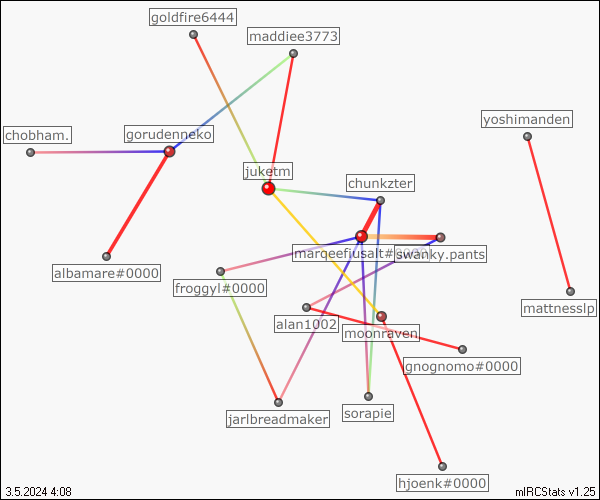 goldfire6444
maddiee3773
yoshimanden
chobham.
gorudenneko
juketm
chunkzter
marqeefjusalt#0000
swanky.pants
albamare#0000
froggyl#0000
mattnesslp
alan1002
moonraven
gnognomo#0000
jarlbreadmaker
sorapie
hjoenk#0000
3.5.2024 4:08
mIRCStats v1.25